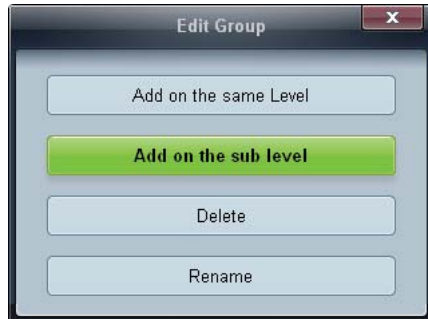 Edit Group
x
Add on the same Level
Add on the sub level
Delete
Rename